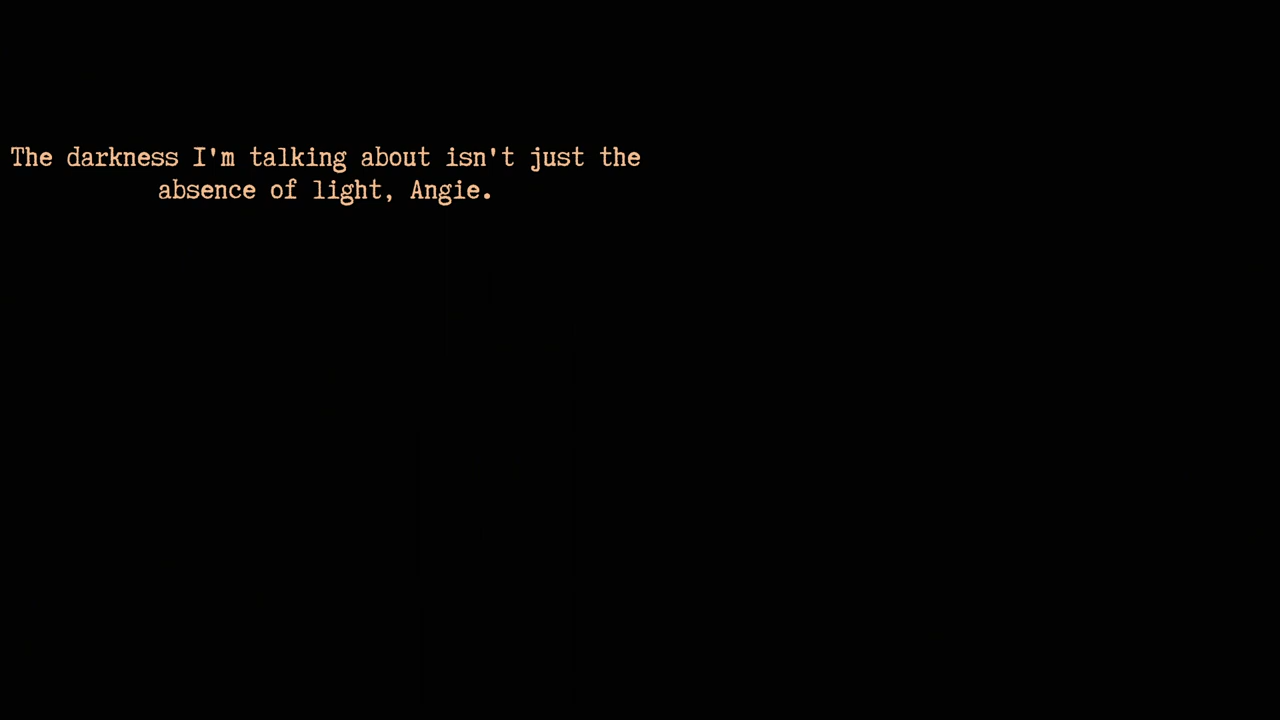 The darkness I'm talking about isn't just the
absence of light, Angie.